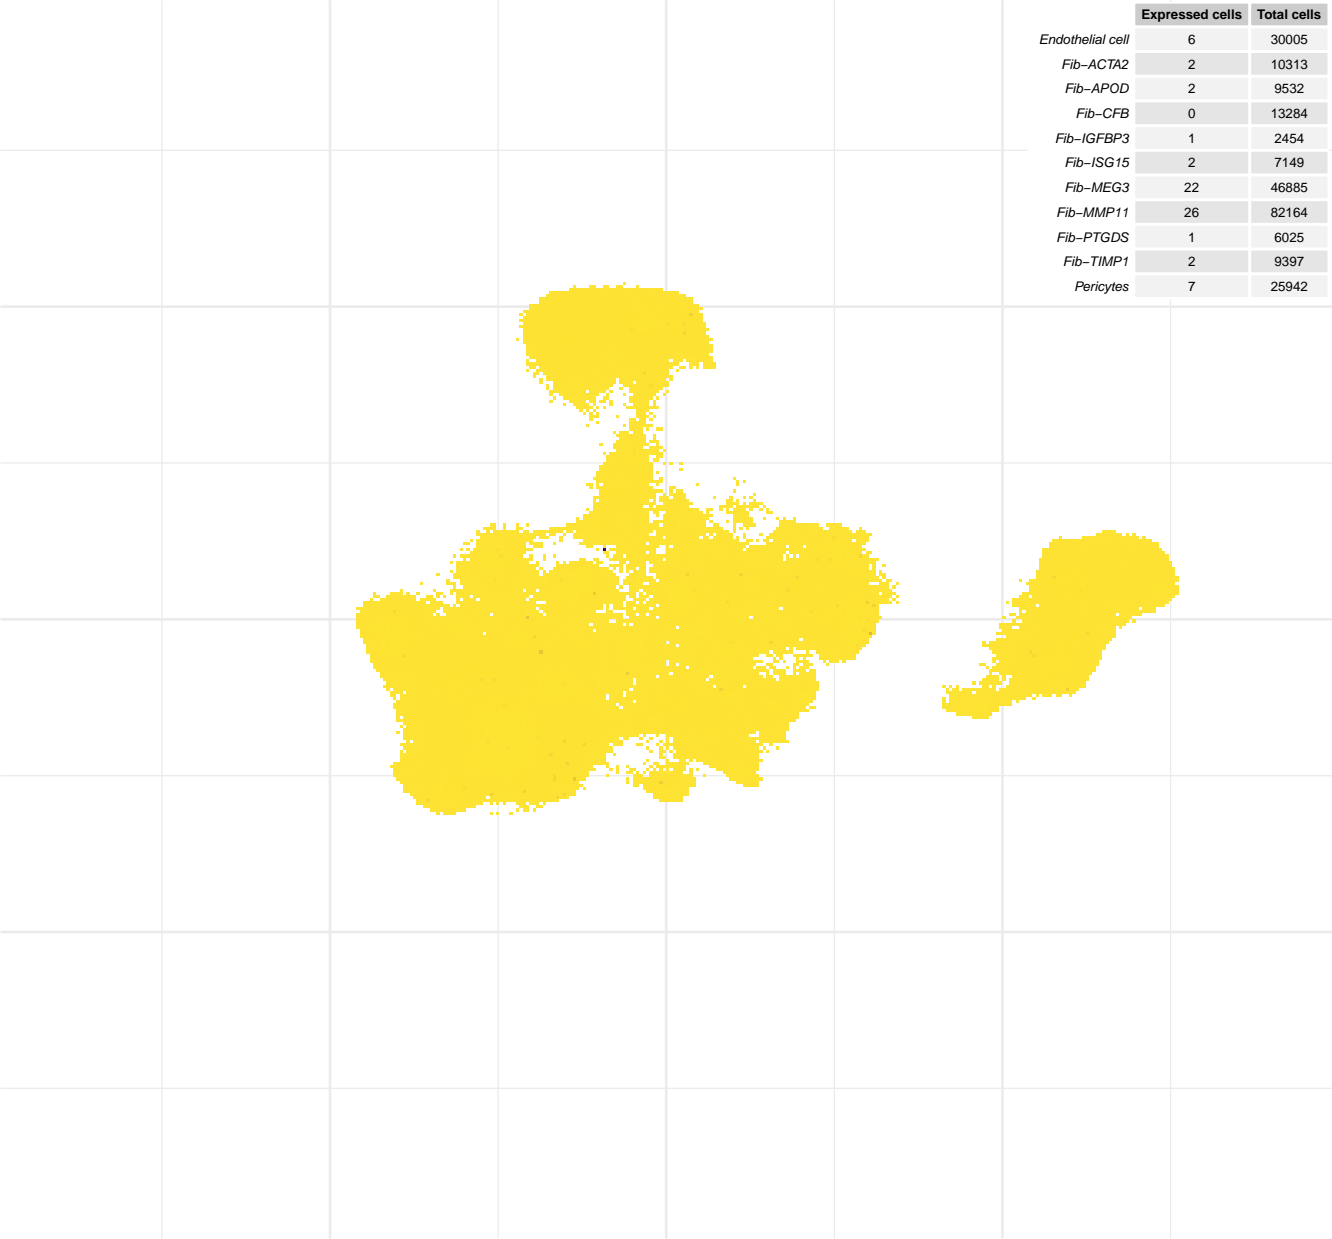 Expressed cells Total cells
Endothelial cell 6 30005
Fib−ACTA2 2 10313
Fib−APOD 2 9532
Fib−CFB 0 13284
Fib−IGFBP3 1 2454
Fib−ISG15 2 7149
Fib−MEG3 22 46885
Fib−MMP11 26 82164
Fib−PTGDS 1 6025
Fib−TIMP1 2 9397
Pericytes 7 25942